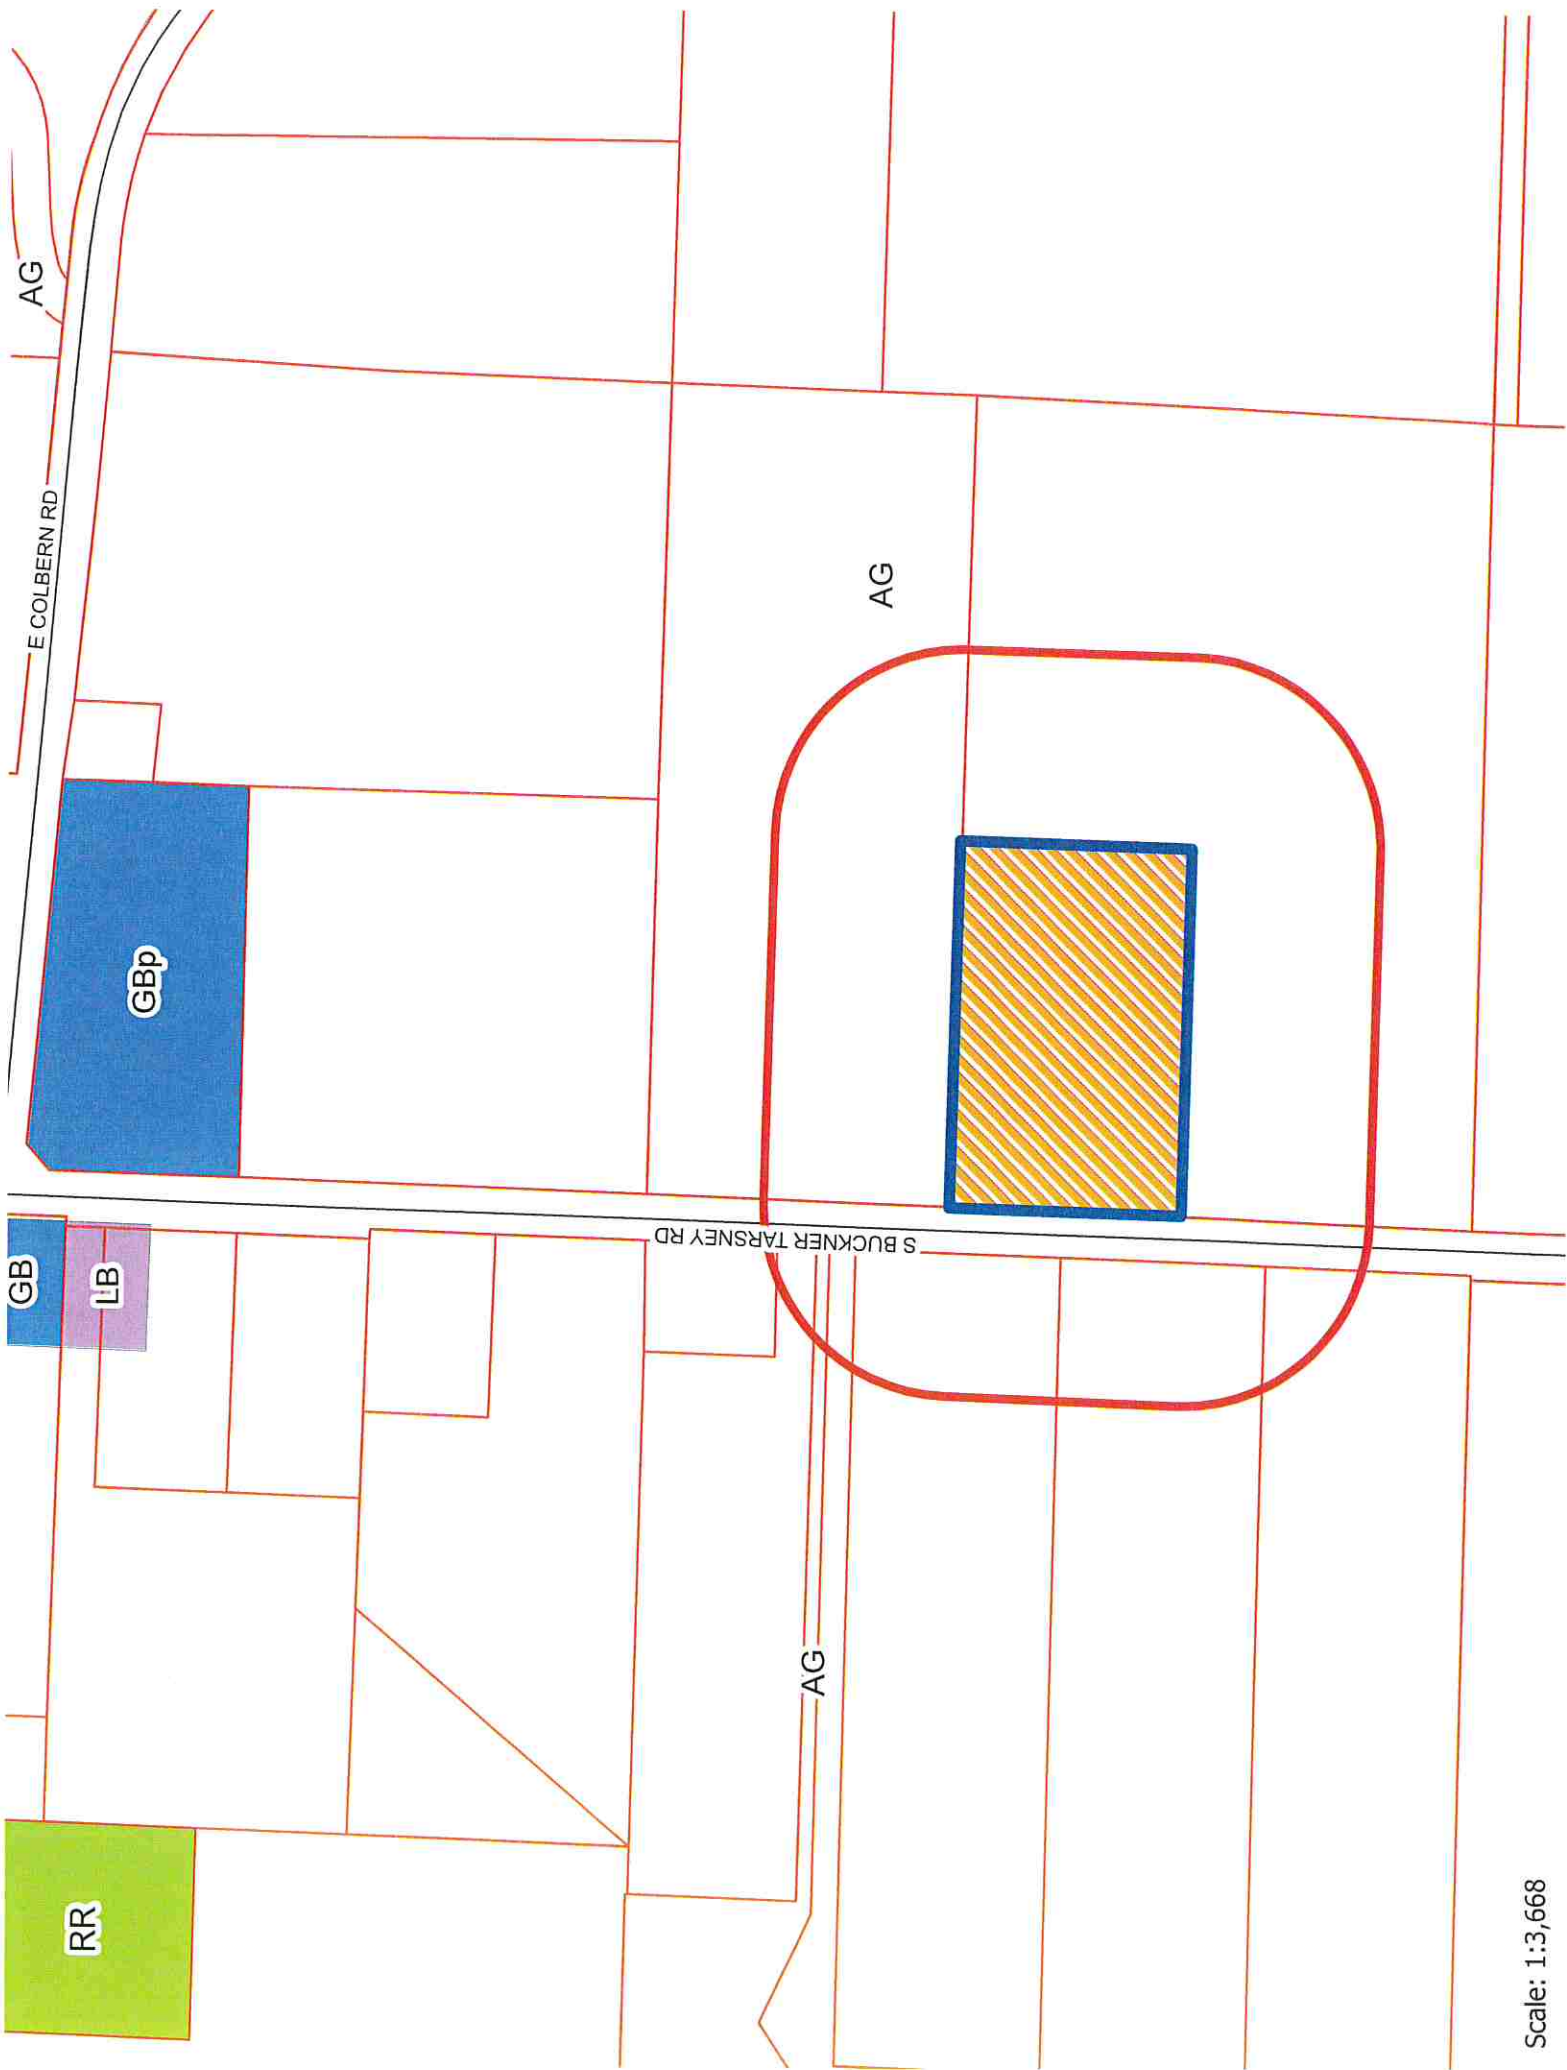 AG
E COLBERN RD
GBp
AG
GB
LB
S BUCKNER TARSNEY RD
AG
RR
Scale: 1:3,668